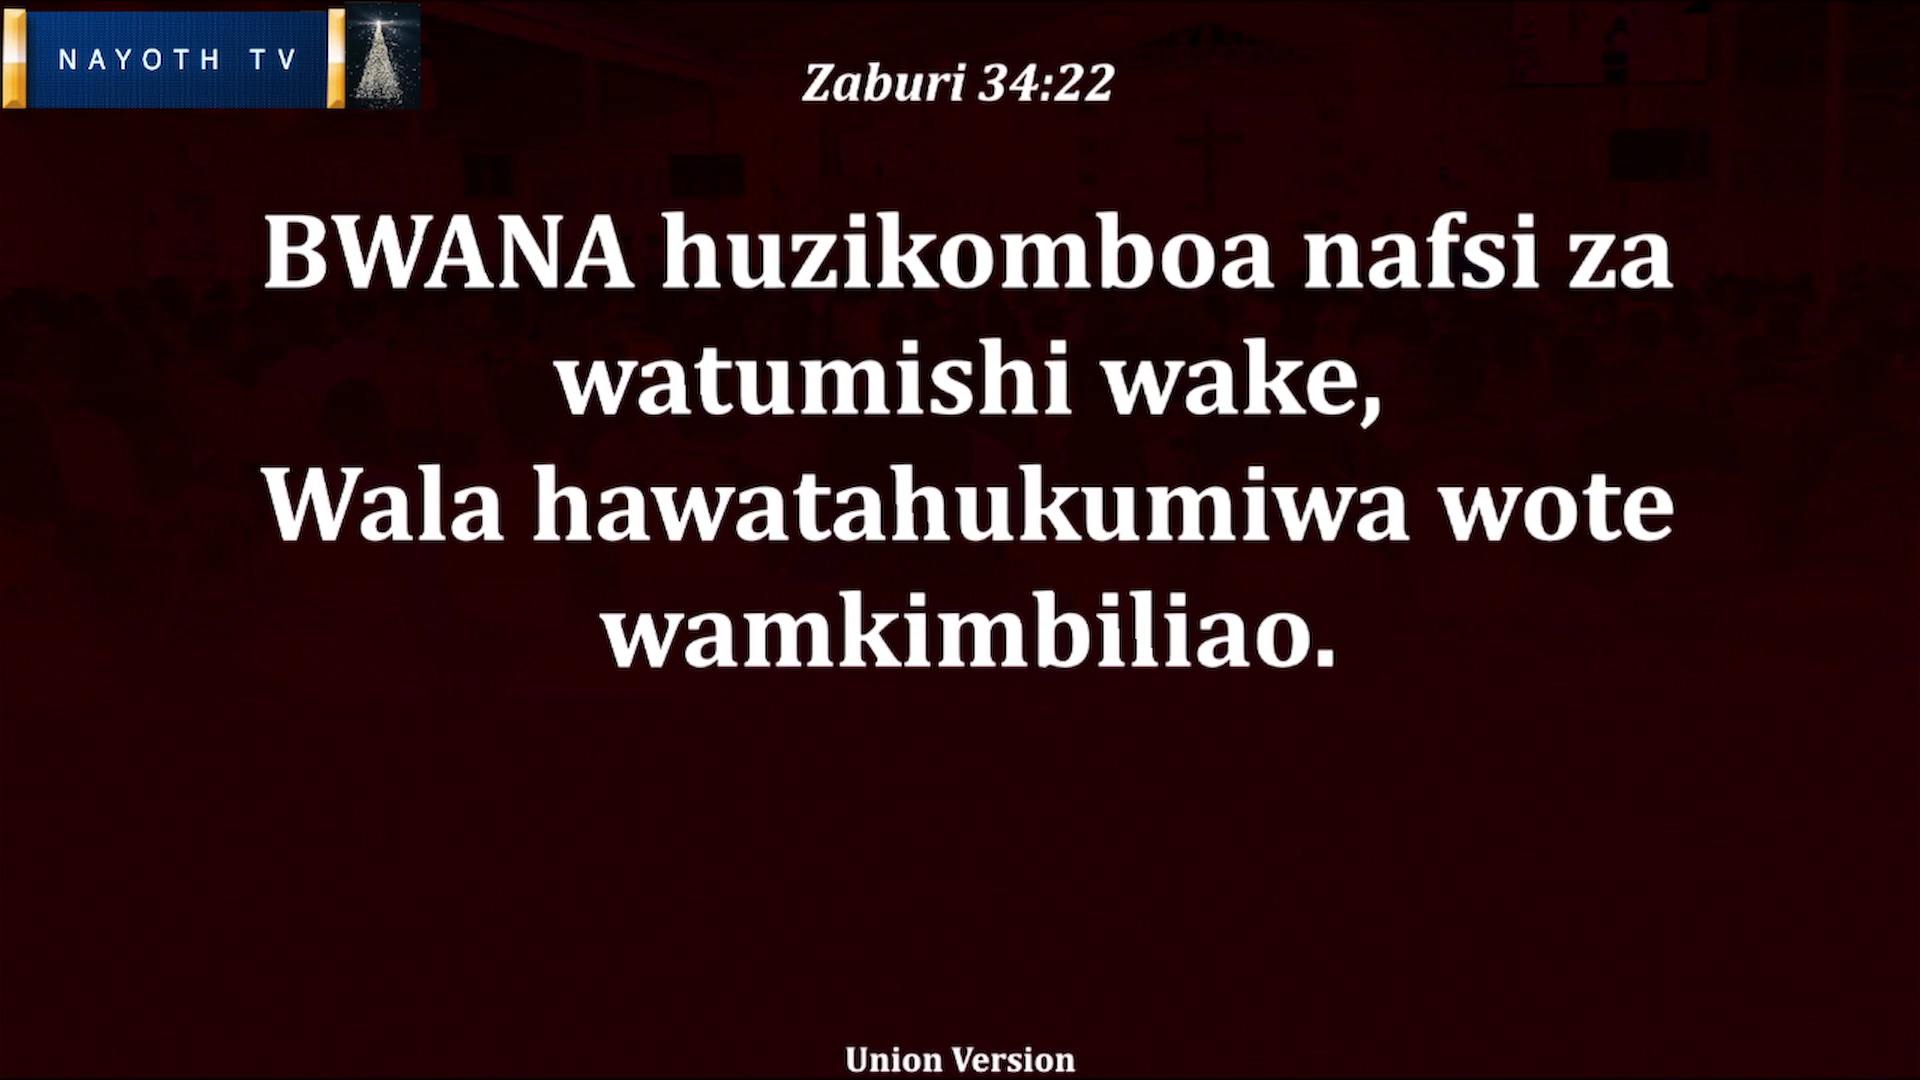 NAYOTH TV
Zaburi 34:22
BWANA huzikomboa nafsi za
watumishi wake,
Wala hawatahukumiwa wote
wamkimbiliao.
Union Version